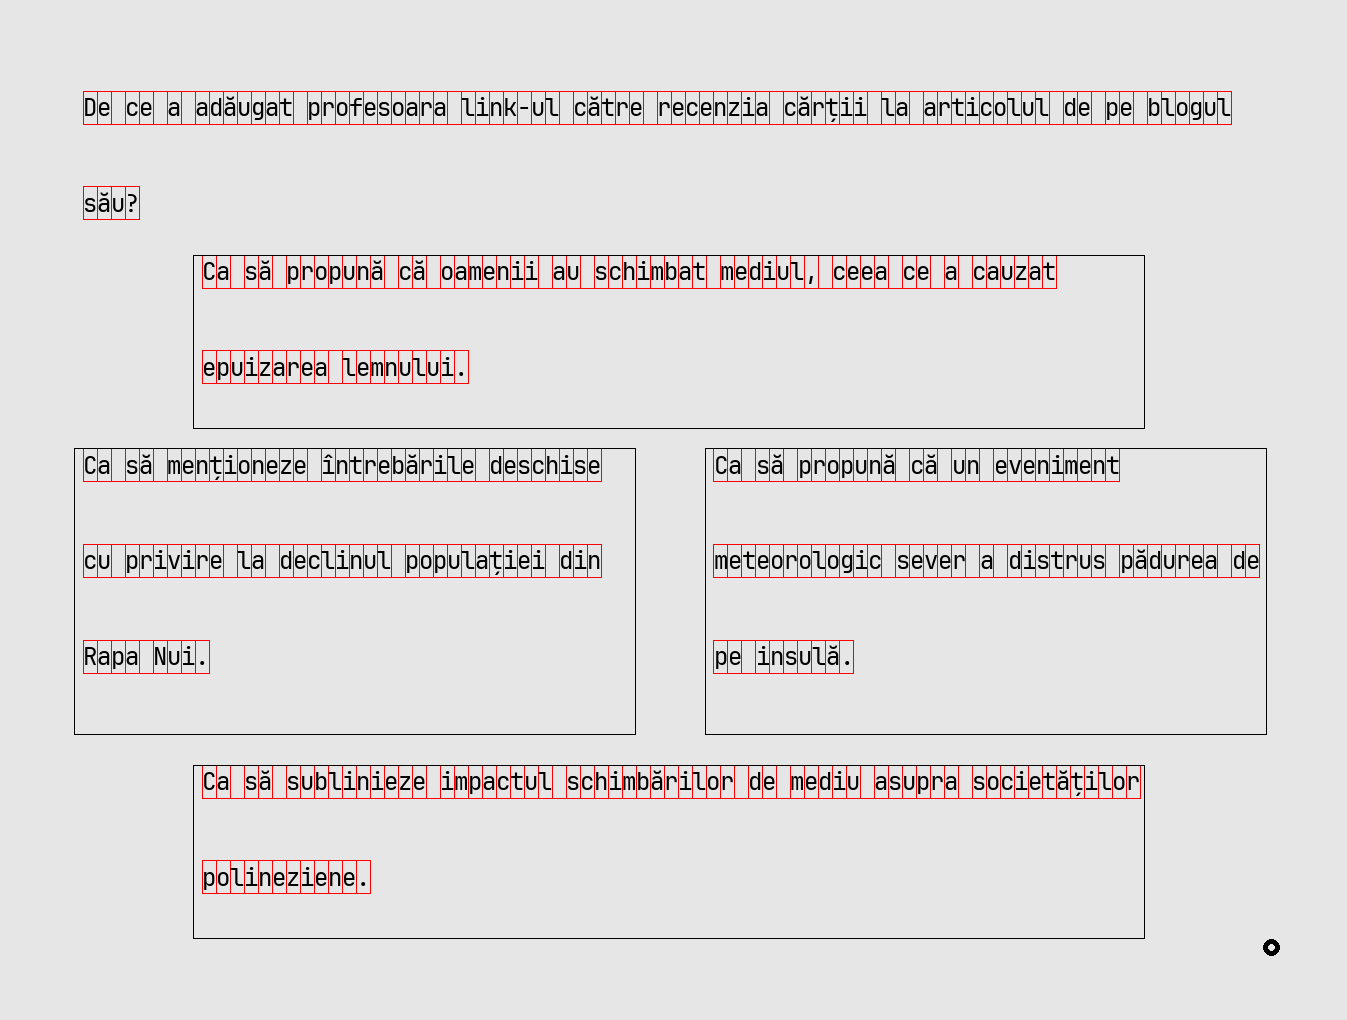 De ce a adăugat profesoara link-ul către recenzia cărții la articolul de pe blogul
său?
Ca să propună că oamenii au schimbat mediul, ceea ce a cauzat
epuizarea lemnului.
Ca să menționeze întrebările deschise
cu privire la declinul populației din
Rapa Nui.
Ca să propună că un eveniment
meteorologic sever a distrus pădurea de
pe insulă.
Ca să sublinieze impactul schimbărilor de mediu asupra societăților
polineziene.